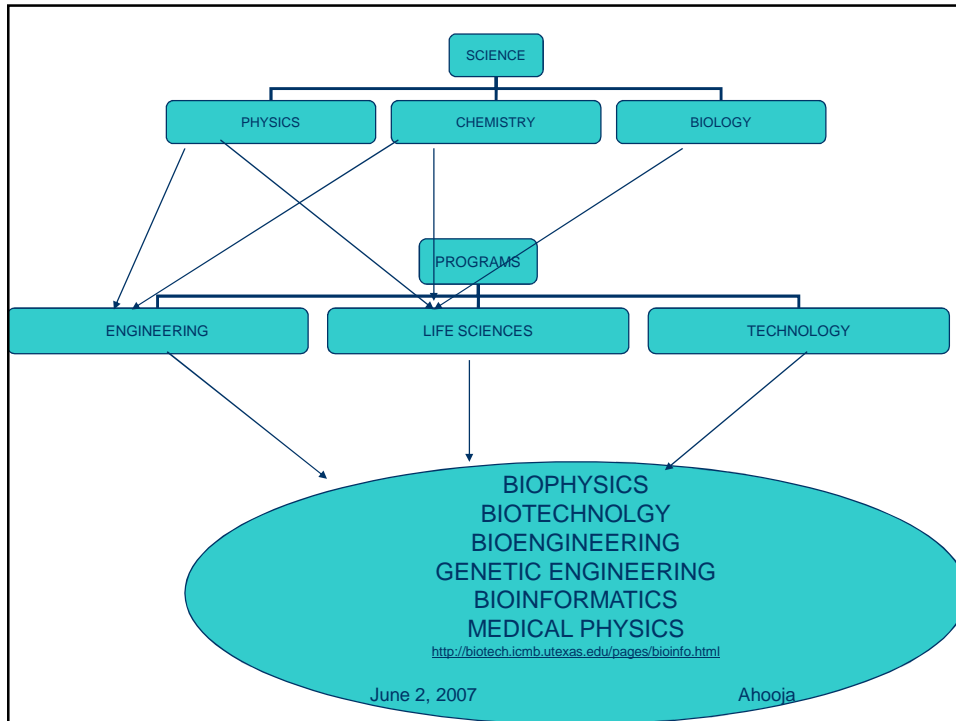 SCIENCE
PHYSICS CHEMISTRY BIOLOGY
PROGRAMS
ENGINEERING LIFE SCIENCES TECHNOLOGY
BIOPHYSICS
BIOTECHNOLGY
BIOENGINEERING
GENETIC ENGINEERING
BIOINFORMATICS
MEDICAL PHYSICS
http://biotech.icmb.utexas.edu/pages/bioinfo.html
June 2, 2007 Ahooja